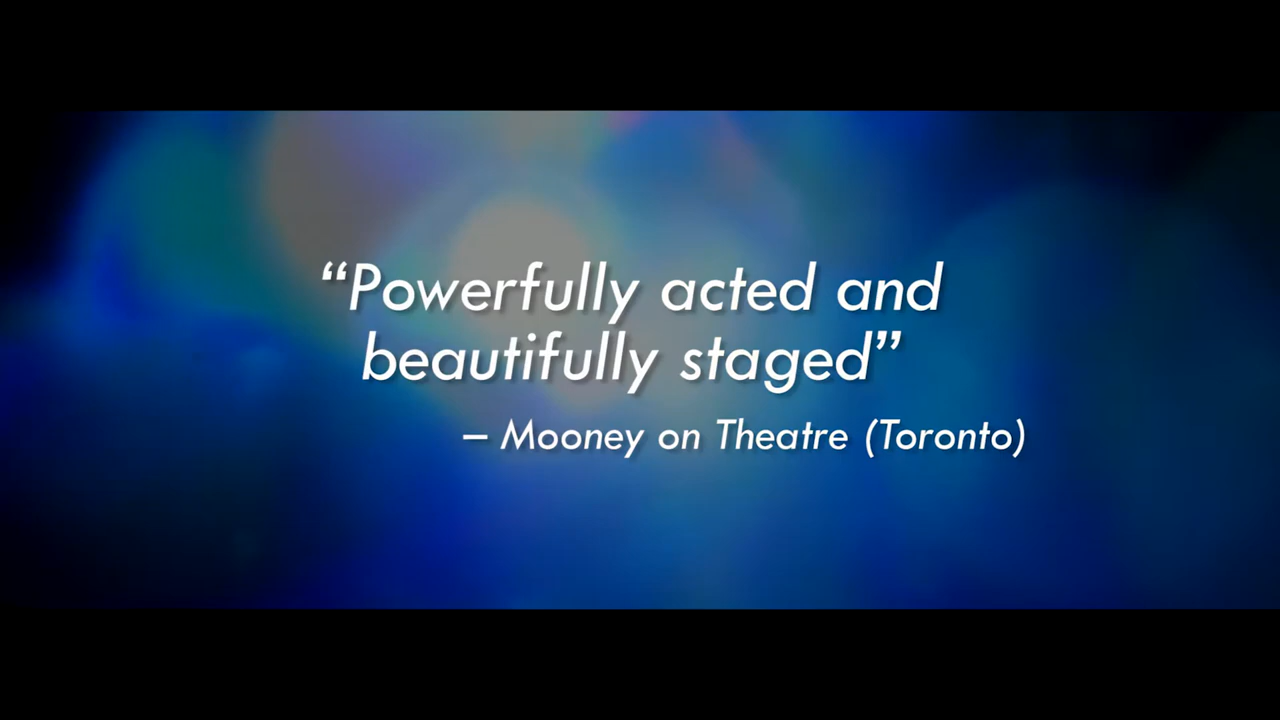 “Powerfully acted and
beautifully staged”
– Mooney on Theatre (Toronto)